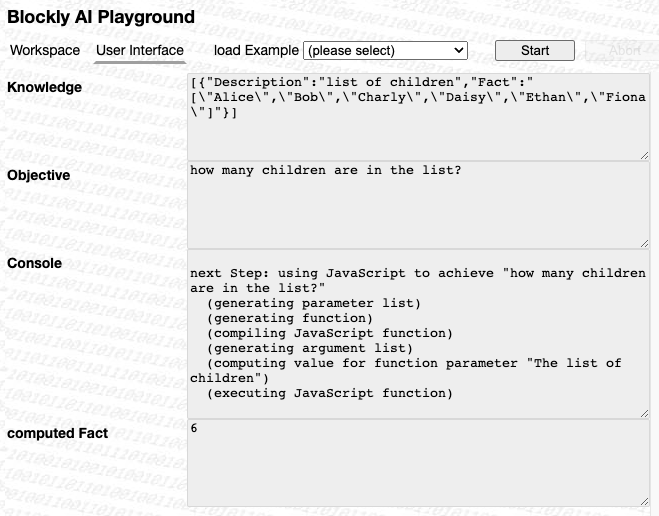 Blockly AI Playground
Workspace User Interface load Example (please select) Start Abort
Knowledge
[{"Description":"list of children","Fact":"
[\"Alice\",\"Bob\",\"Charly\",\"Daisy\",\"Ethan\",\"Fiona
\"]"}]
Objective
how many children are in the list?
Console
next Step: using JavaScript to achieve "how many children
are in the list?"
(generating parameter list)
(generating function)
(compiling JavaScript function)
(generating argument list)
(computing value for function parameter "The list of
children")
(executing JavaScript function)
computed Fact
6